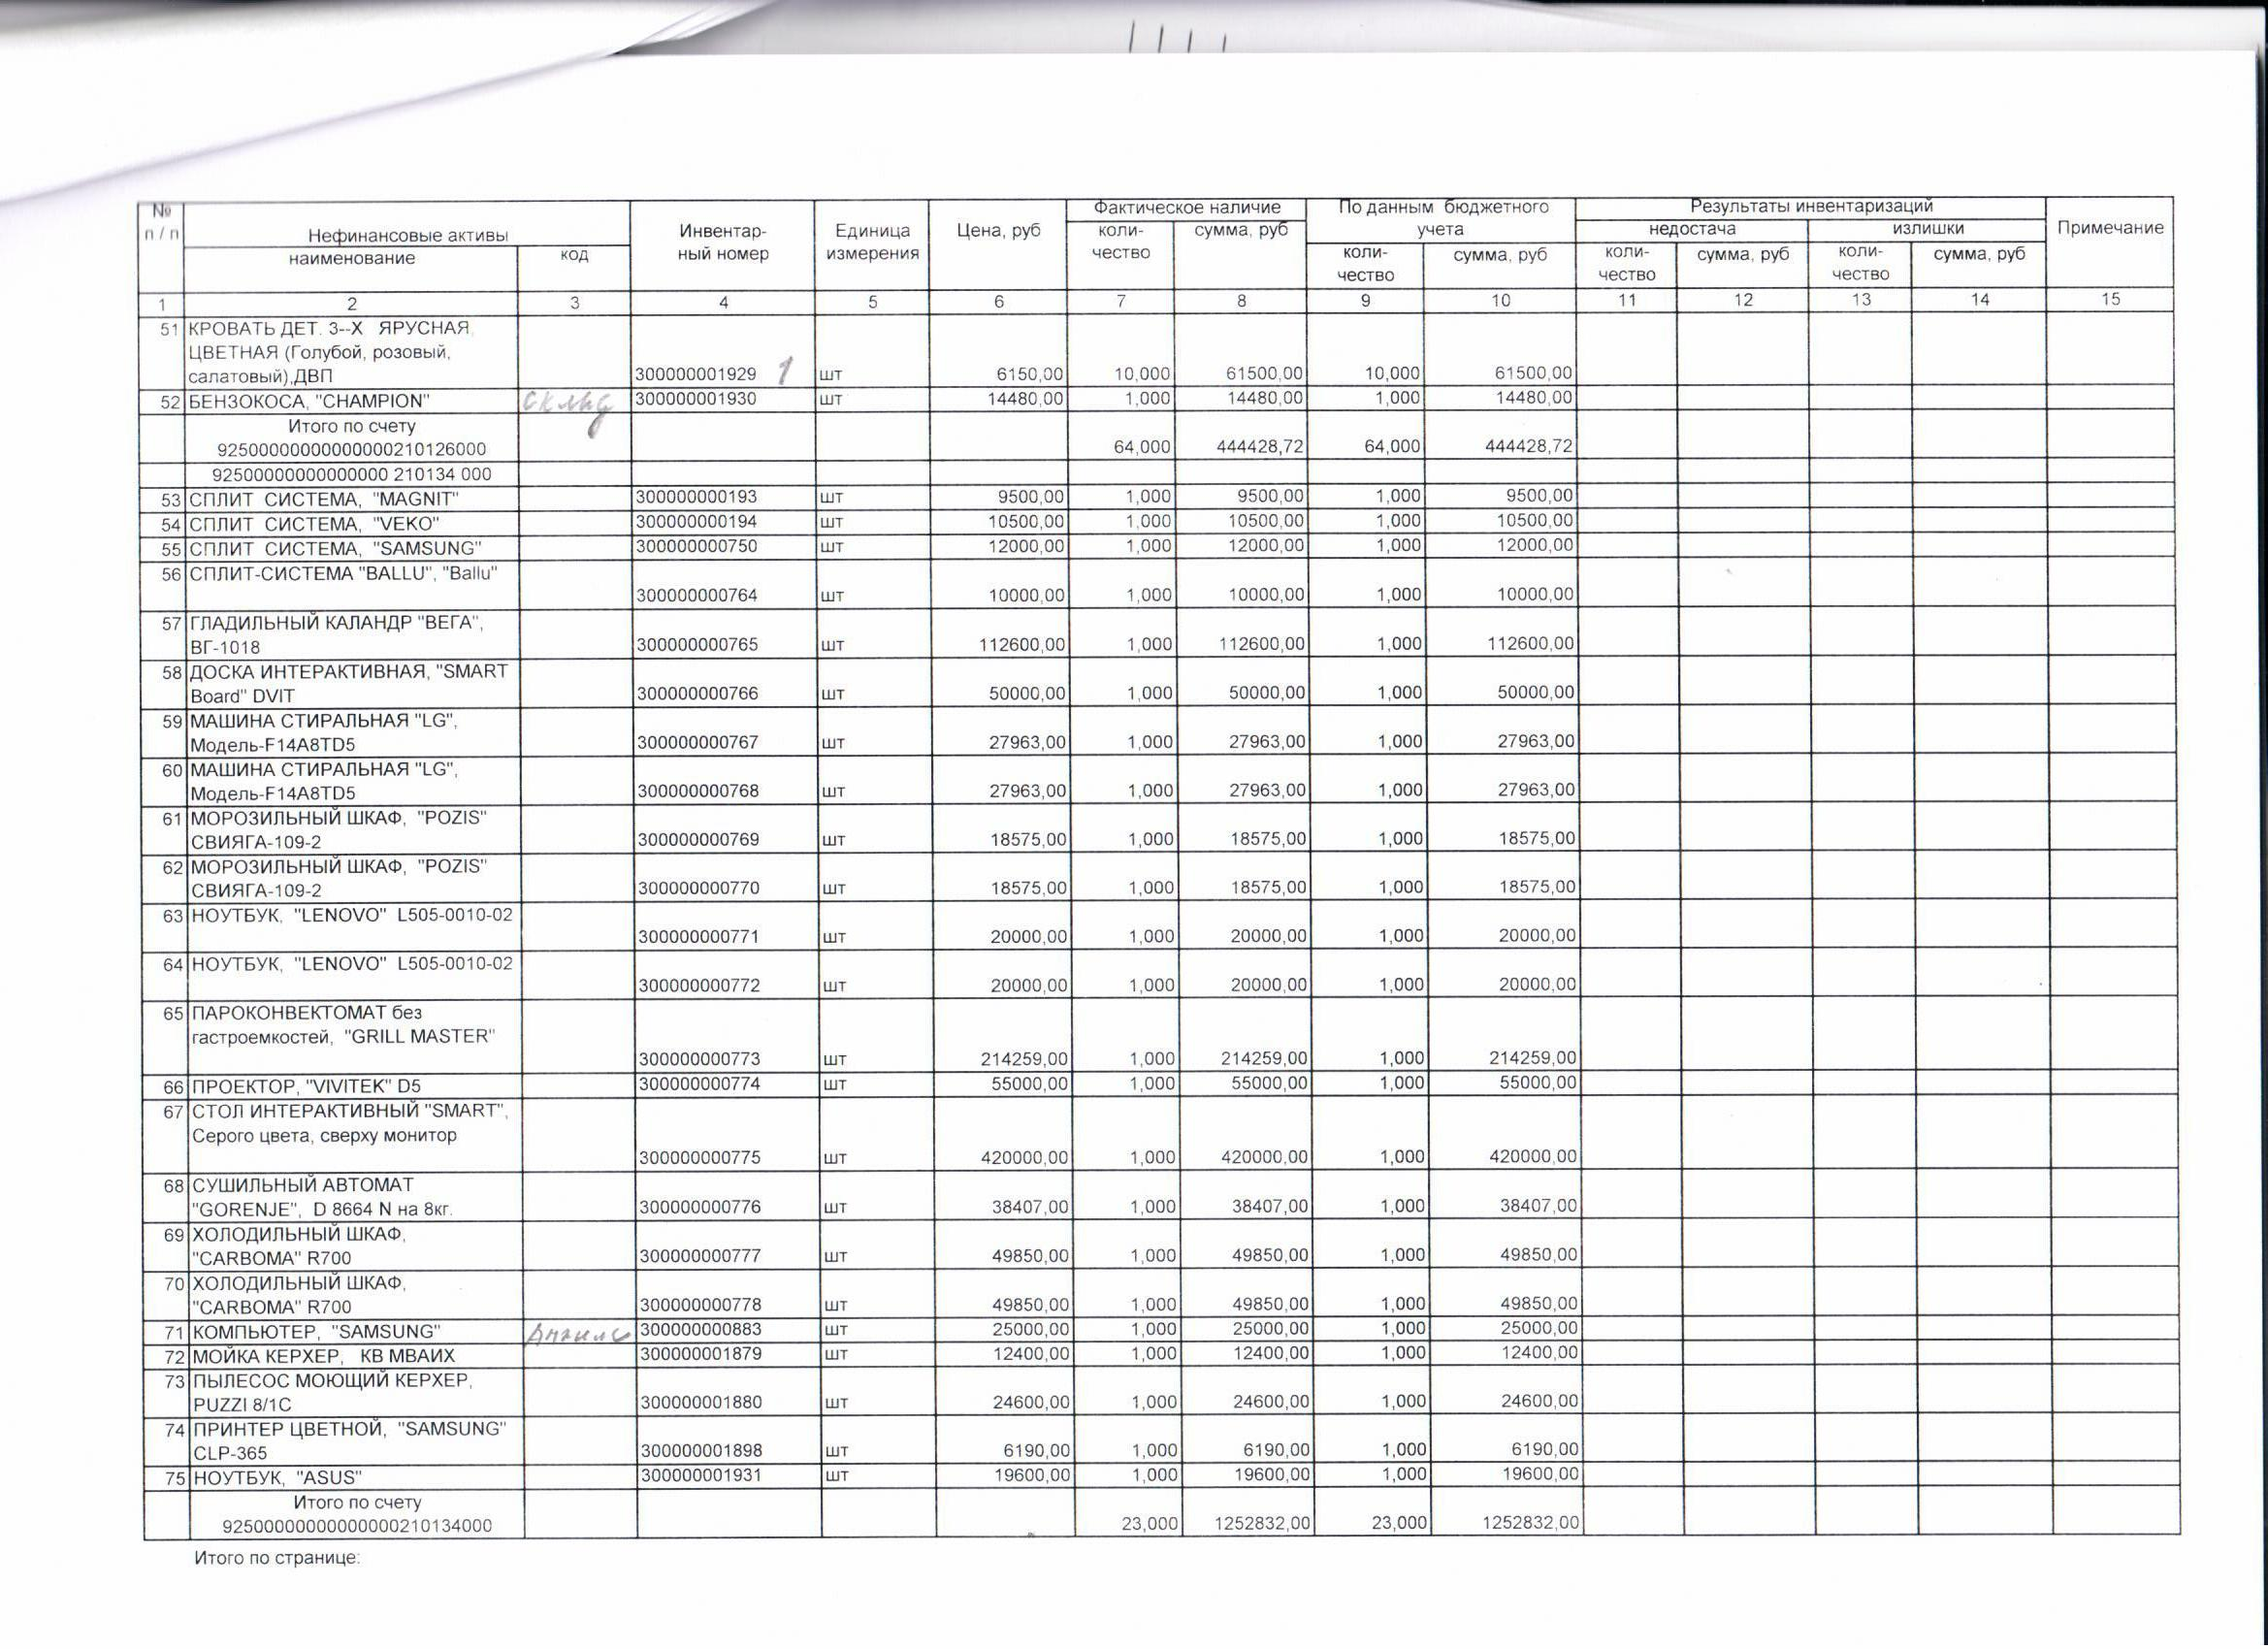 № п / п Нефинансовые активы Инвентар- ный номер Единица измерения Цена, руб Фактическое наличие По данным бюджетного учета Результаты инвентаризаций Примечание
наименование код коли- чество сумма, руб коли- чество сумма, руб недостача излишки
коли- чество сумма, руб коли- чество сумма, руб
1 2 3 4 5 6 7 8 9 10 11 12 13 14 15
51 КРОВАТЬ ДЕТ. 3--Х ЯРУСНАЯ,
ЦВЕТНАЯ (Голубой, розовый,
салатовый),ДВП 300000001929 1 шт 6150,00 10,000 61500,00 10,000 61500,00
52 БЕНЗОКОСА, "CHAMPION" склад 300000001930 шт 14480,00 1,000 14480,00 1,000 14480,00
Итого по счету
92500000000000000210126000 64,000 444428,72 64,000 444428,72
92500000000000000 210134 000
53 СПЛИТ СИСТЕМА, "MAGNIT" 300000000193 шт 9500,00 1,000 9500,00 1,000 9500,00
54 СПЛИТ СИСТЕМА, "VEKO" 300000000194 шт 10500,00 1,000 10500,00 1,000 10500,00
55 СПЛИТ СИСТЕМА, "SAMSUNG" 300000000750 шт 12000,00 1,000 12000,00 1,000 12000,00
56 СПЛИТ-СИСТЕМА "BALLU", "Ballu"
300000000764 шт 10000,00 1,000 10000,00 1,000 10000,00
57 ГЛАДИЛЬНЫЙ КАЛАНДР "ВЕГА",
ВГ-1018 300000000765 шт 112600,00 1,000 112600,00 1,000 112600,00
58 ДОСКА ИНТЕРАКТИВНАЯ, "SMART
Board" DVIT 300000000766 шт 50000,00 1,000 50000,00 1,000 50000,00
59 МАШИНА СТИРАЛЬНАЯ "LG",
Модель-F14A8TD5 300000000767 шт 27963,00 1,000 27963,00 1,000 27963,00
60 МАШИНА СТИРАЛЬНАЯ "LG",
Модель-F14A8TD5 300000000768 шт 27963,00 1,000 27963,00 1,000 27963,00
61 МОРОЗИЛЬНЫЙ ШКАФ, "POZIS"
СВИЯГА-109-2 300000000769 шт 18575,00 1,000 18575,00 1,000 18575,00
62 МОРОЗИЛЬНЫЙ ШКАФ, "POZIS"
СВИЯГА-109-2 300000000770 шт 18575,00 1,000 18575,00 1,000 18575,00
63 НОУТБУК, "LENOVO" L505-0010-02
300000000771 шт 20000,00 1,000 20000,00 1,000 20000,00
64 НОУТБУК, "LENOVO" L505-0010-02
300000000772 шт 20000,00 1,000 20000,00 1,000 20000,00
65 ПАРОКОНВЕКТОМАТ без
гастроемкостей, "GRILL MASTER"
300000000773 шт 214259,00 1,000 214259,00 1,000 214259,00
66 ПРОЕКТОР, "VIVITEK" D5 300000000774 шт 55000,00 1,000 55000,00 1,000 55000,00
67 СТОЛ ИНТЕРАКТИВНЫЙ "SMART",
Серого цвета, сверху монитор
300000000775 шт 420000,00 1,000 420000,00 1,000 420000,00
68 СУШИЛЬНЫЙ АВТОМАТ
"GORENJE", D 8664 N на 8кг. 300000000776 шт 38407,00 1,000 38407,00 1,000 38407,00
69 ХОЛОДИЛЬНЫЙ ШКАФ,
"CARBOMA" R700 300000000777 шт 49850,00 1,000 49850,00 1,000 49850,00
70 ХОЛОДИЛЬНЫЙ ШКАФ,
"CARBOMA" R700 300000000778 шт 49850,00 1,000 49850,00 1,000 49850,00
71 КОМПЬЮТЕР, "SAMSUNG" 300000000883 шт 25000,00 1,000 25000,00 1,000 25000,00
72 МОЙКА КЕРХЕР, КВ МВАИХ 300000001879 шт 12400,00 1,000 12400,00 1,000 12400,00
73 ПЫЛЕСОС МОЮЩИЙ КЕРХЕР,
PUZZI 8/1C 300000001880 шт 24600,00 1,000 24600,00 1,000 24600,00
74 ПРИНТЕР ЦВЕТНОЙ, "SAMSUNG"
CLP-365 300000001898 шт 6190,00 1,000 6190,00 1,000 6190,00
75 НОУТБУК, "ASUS" 300000001931 шт 19600,00 1,000 19600,00 1,000 19600,00
Итого по счету
92500000000000000210134000 23,000 1252832,00 23,000 1252832,00
Итого по странице: